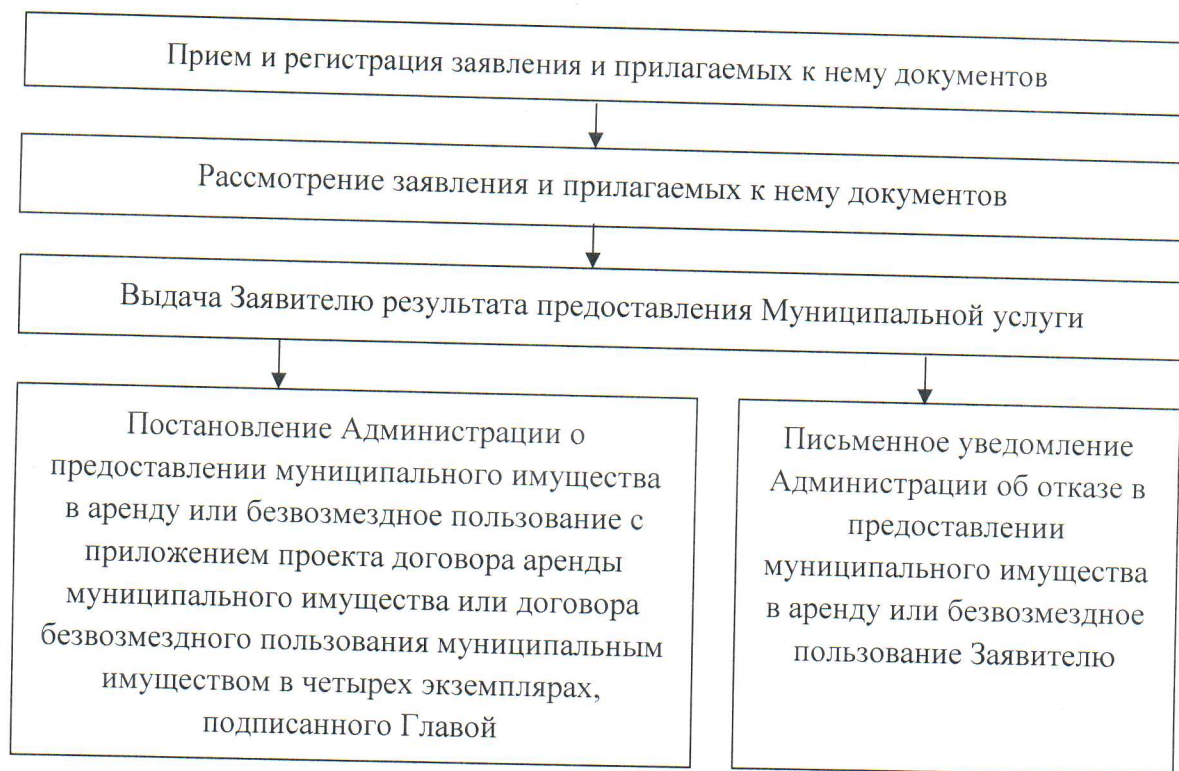 Прием и регистрация заявления и прилагаемых к нему документов
Рассмотрение заявления и прилагаемых к нему документов
Выдача Заявителю результата предоставления Муниципальной услуги
Постановление Администрации о
предоставлении муниципального имущества
в аренду или безвозмездное пользование с
приложением проекта договора аренды
муниципального имущества или договора
безвозмездного пользования муниципальным
имуществом в четырех экземплярах,
подписанного Главой
Письменное уведомление
Администрации об отказе в
предоставлении
муниципального имущества
в аренду или безвозмездное
пользование Заявителю